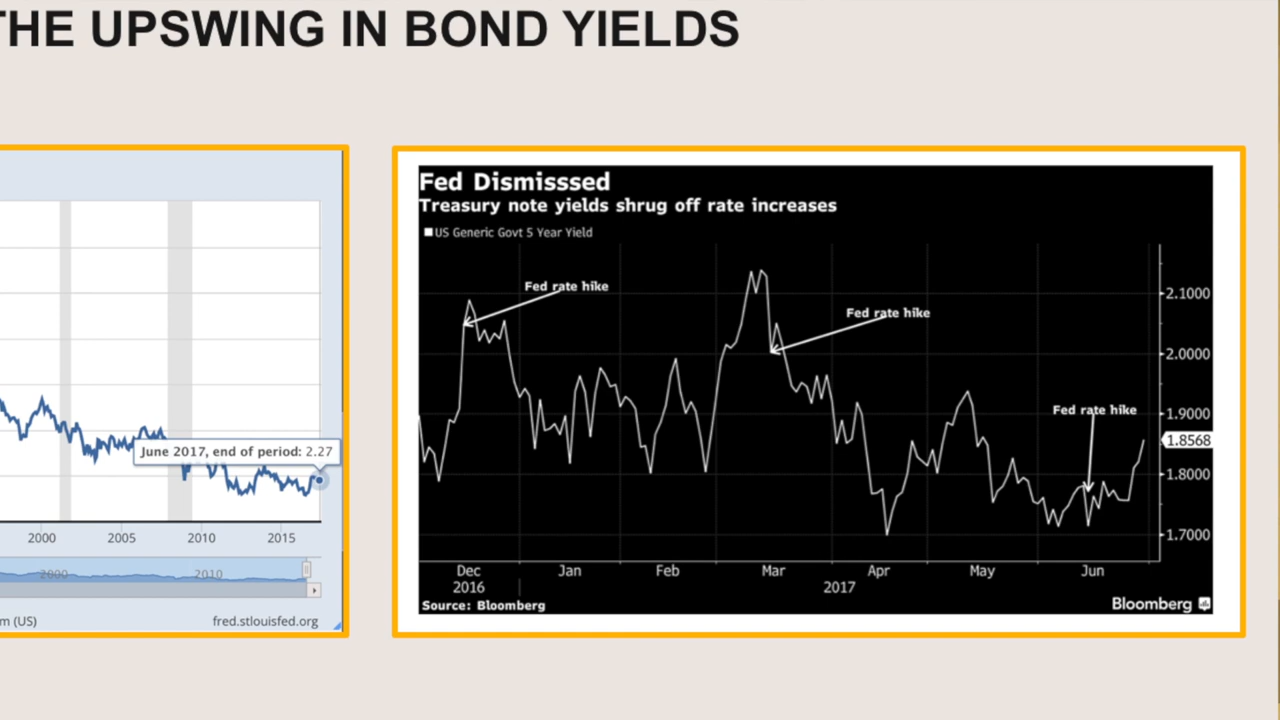 THE UPSWING IN BOND YIELDS
June 2017, end of period: 2.27
2000 2005 2010 2015
2000 2010
m (US) fred.stlouisfed.org
Fed Dismisssed
Treasury note yields shrug off rate increases
US Generic Govt 5 Year Yield
Fed rate hike
Fed rate hike
Fed rate hike
2.1000
2.0000
1.9000
1.8568
1.8000
1.7000
Dec Jan Feb Mar Apr May Jun
2016 2017
Source: Bloomberg
Bloomberg